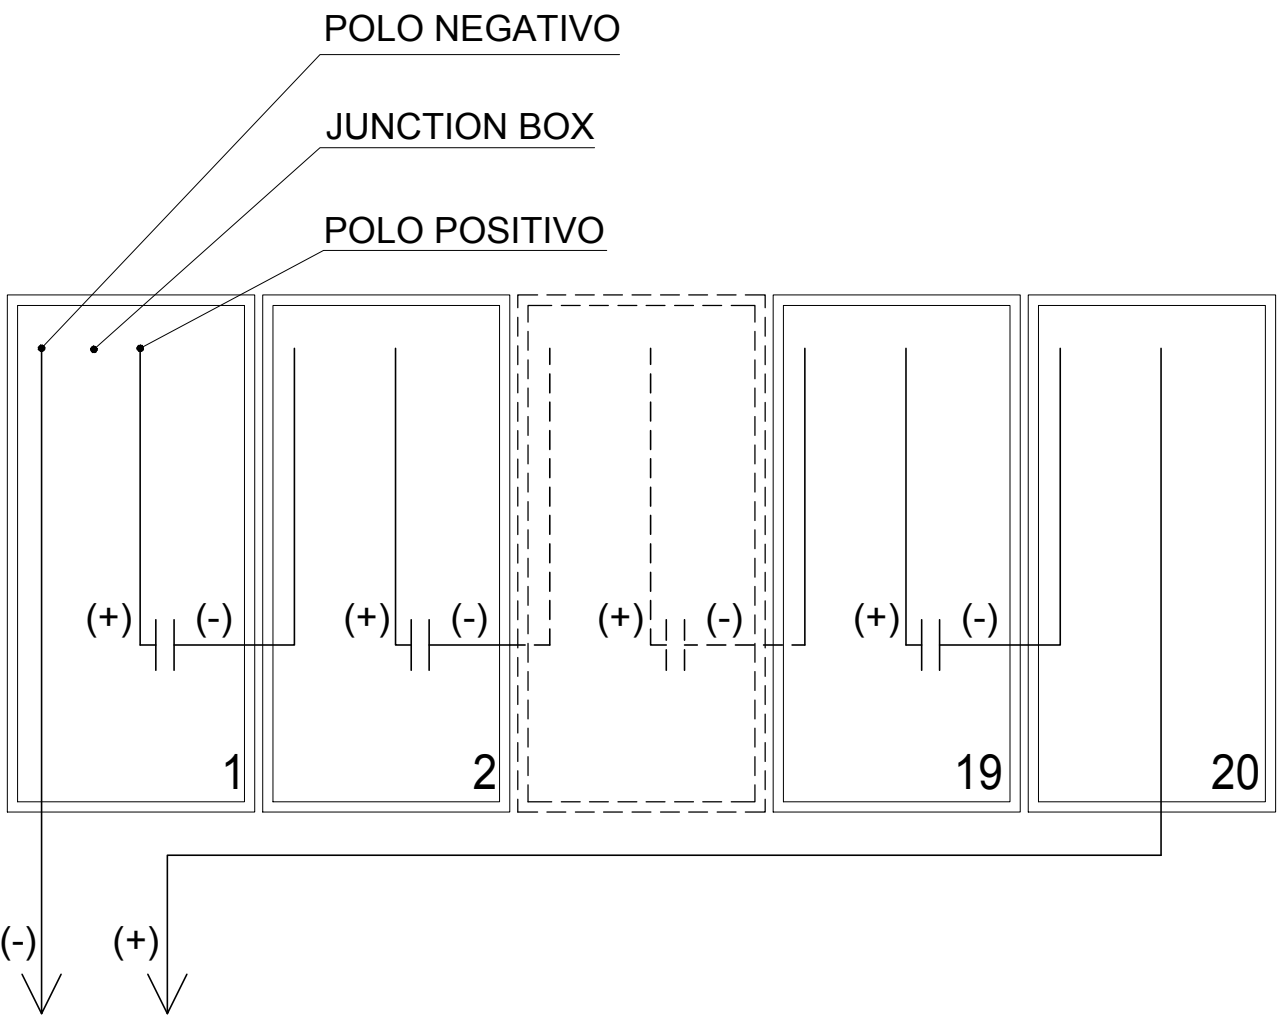 POLO NEGATIVO
JUNCTION BOX
POLO POSITIVO
(+) (-) (+) (-) (+) (-) (+) (-)
1 2 19 20
(-) (+)